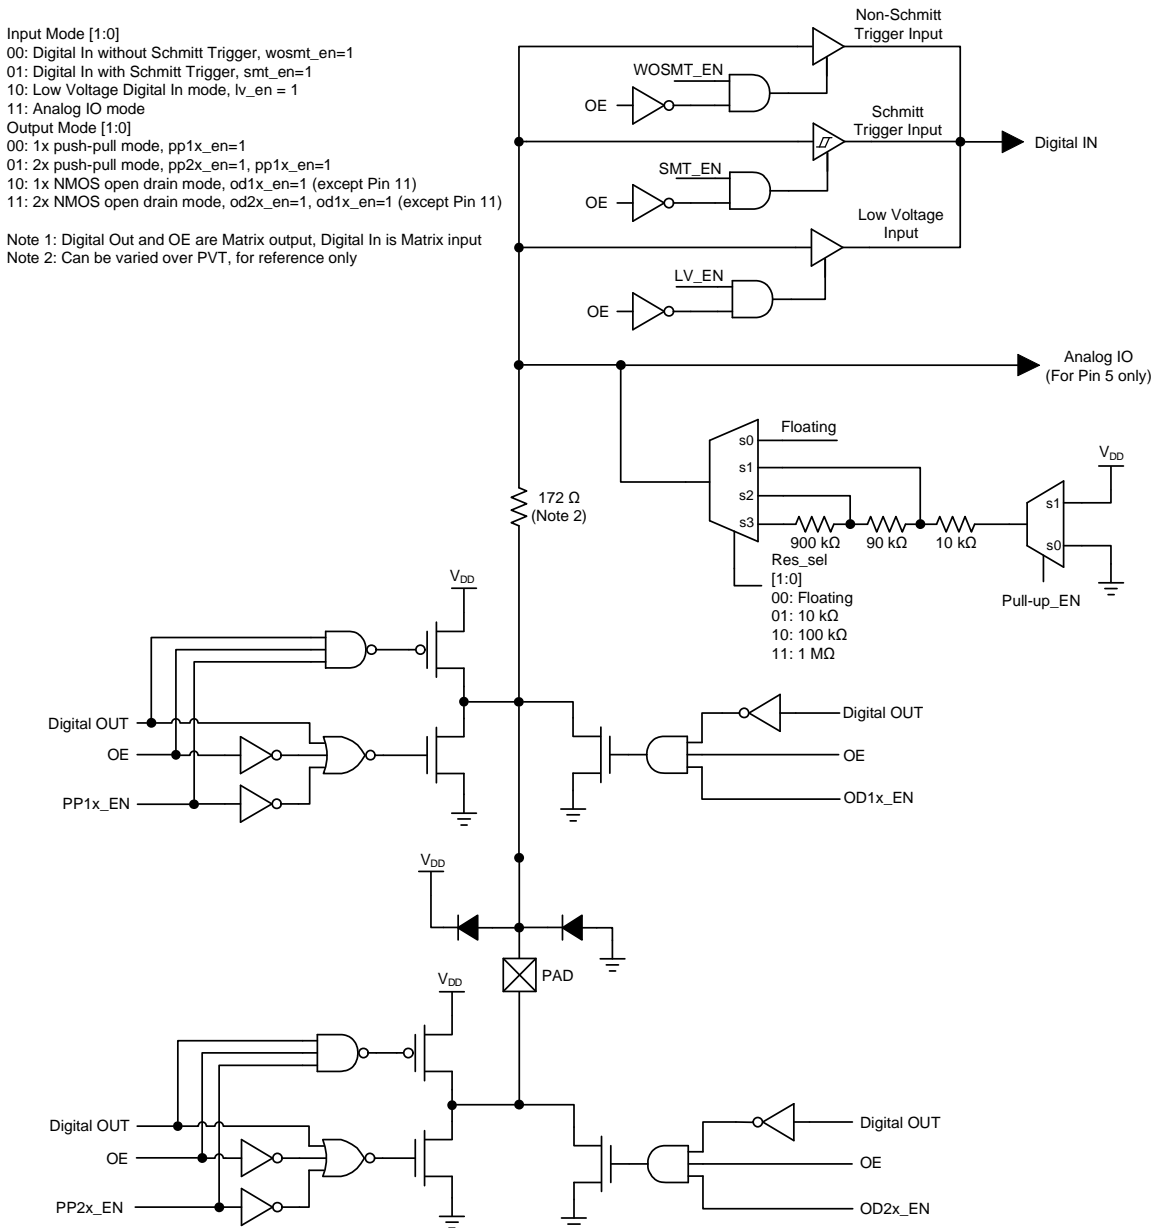 Input Mode [1:0]
00: Digital In without Schmitt Trigger, wosmt_en=1
01: Digital In with Schmitt Trigger, smt_en=1
10: Low Voltage Digital In mode, lv_en = 1
11: Analog IO mode
Output Mode [1:0]
00: 1x push-pull mode, pp1x_en=1
01: 2x push-pull mode, pp2x_en=1, pp1x_en=1
10: 1x NMOS open drain mode, od1x_en=1 (except Pin 11)
11: 2x NMOS open drain mode, od2x_en=1, od1x_en=1 (except Pin 11)
Note 1: Digital Out and OE are Matrix output, Digital In is Matrix input
Note 2: Can be varied over PVT, for reference only
Non-Schmitt
Trigger Input
WOSMT_EN
OE
Schmitt
Trigger Input
Digital IN
SMT_EN
OE
Low Voltage
Input
LV_EN
OE
Analog IO
(For Pin 5 only)
Floating
s0
s1
s2
s3
900 kΩ
90 kΩ
10 kΩ
VDD
s1
s0
Pull-up_EN
Res_sel
[1:0]
00: Floating
01: 10 kΩ
10: 100 kΩ
11: 1 MΩ
172 Ω
(Note 2)
VDD
Digital OUT
OE
PP1x_EN
Digital OUT
OE
OD1x_EN
VDD
PAD
VDD
Digital OUT
OE
PP2x_EN
Digital OUT
OE
OD2x_EN